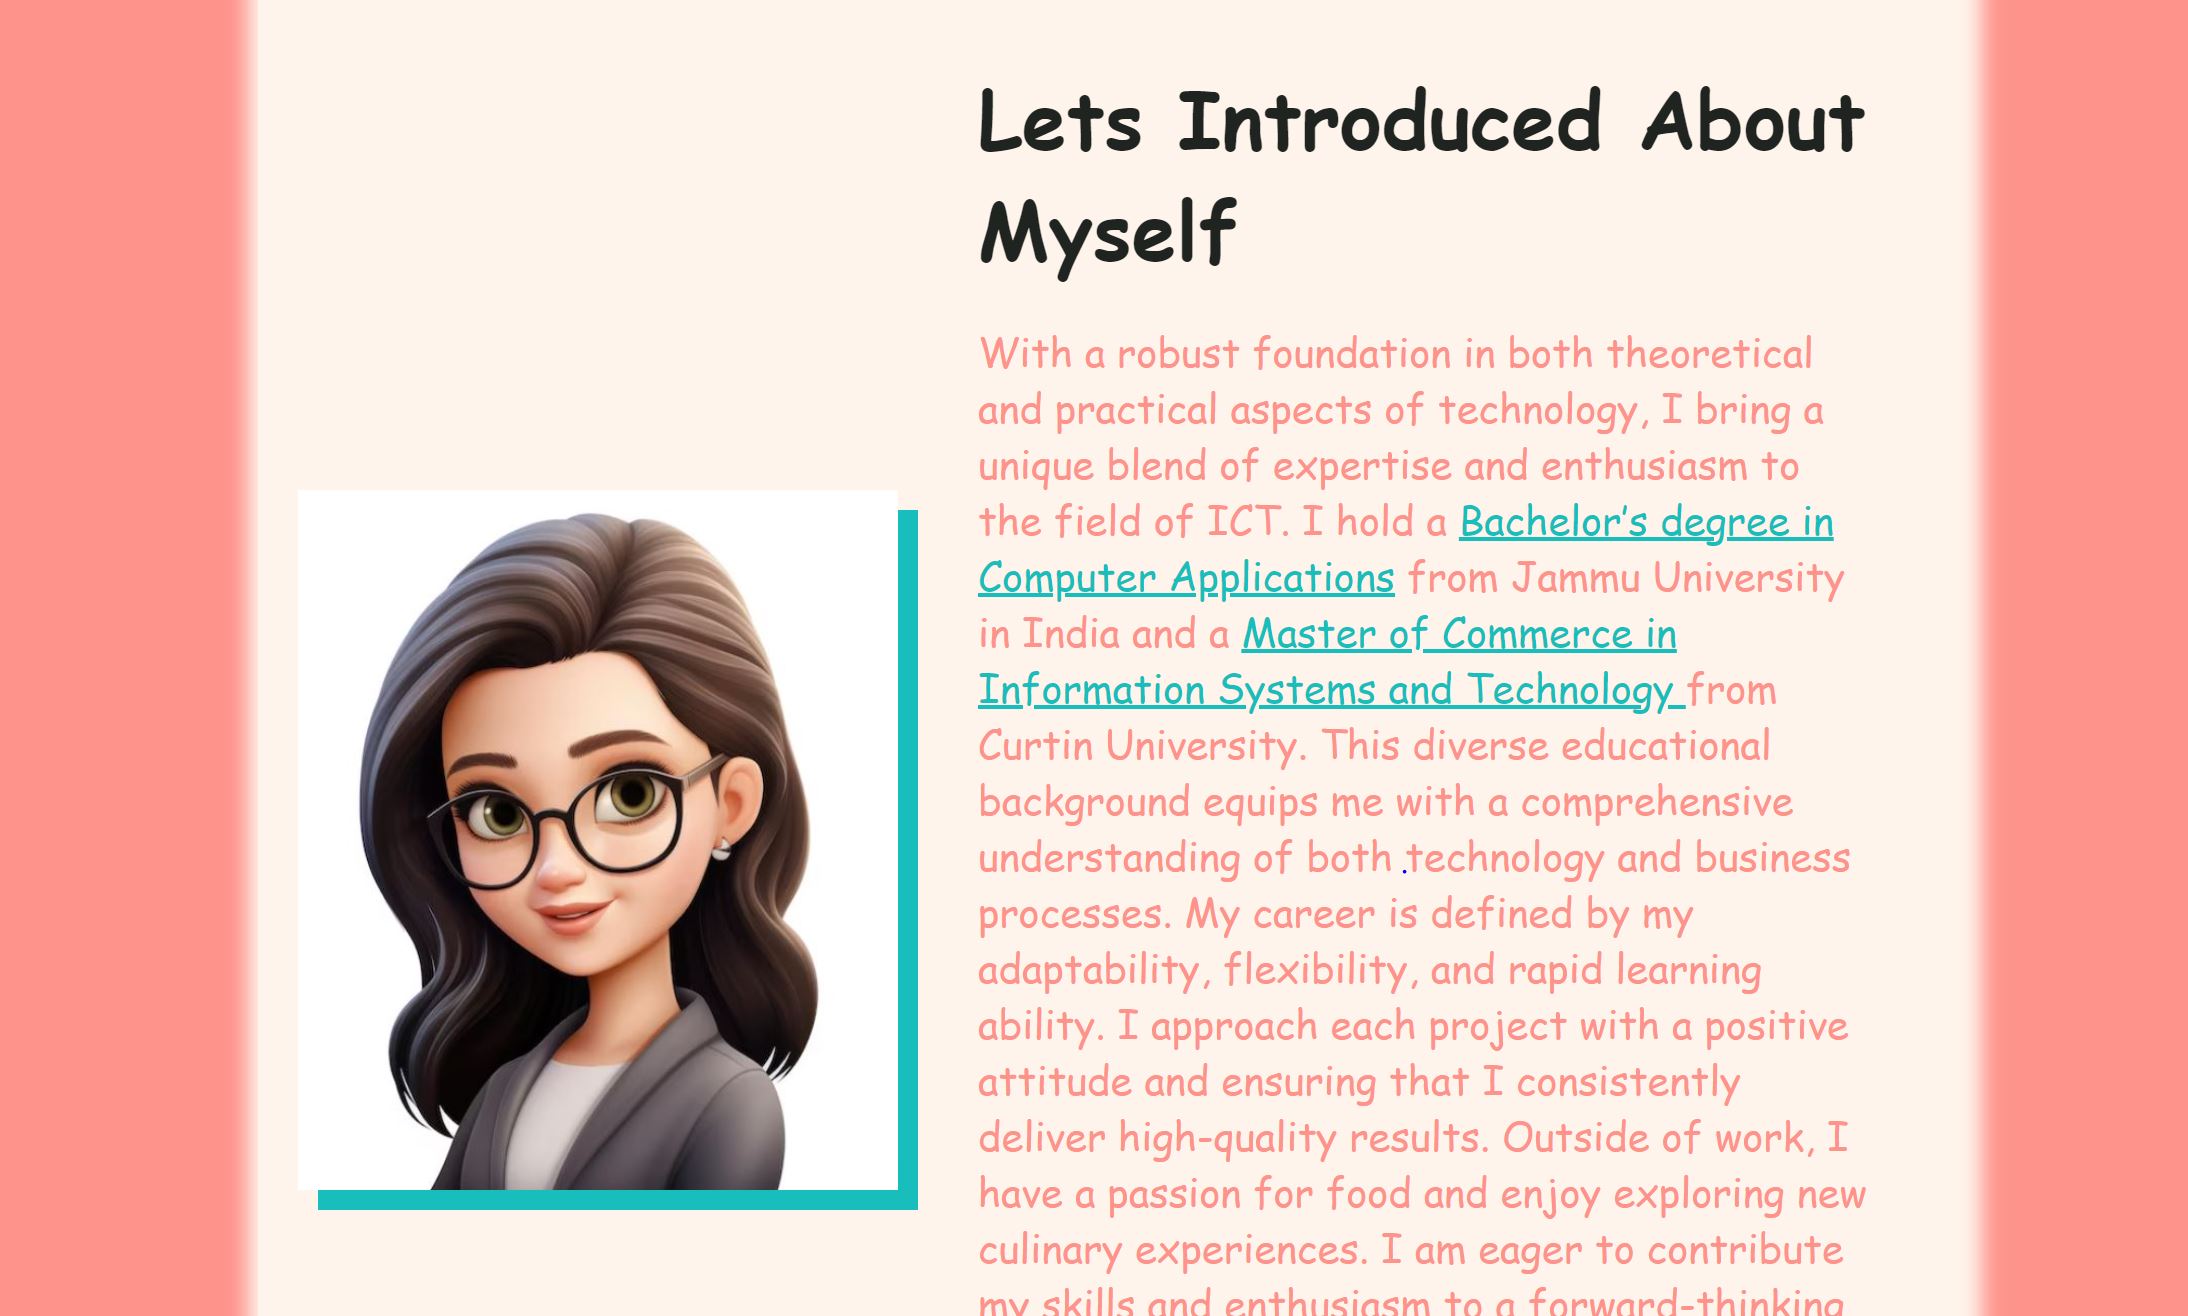 Lets Introduced About
Myself
With a robust foundation in both theoretical
and practical aspects of technology, I bring a
unique blend of expertise and enthusiasm to
the field of ICT. I hold a Bachelor’s degree in
Computer Applications from Jammu University
in India and a Master of Commerce in
Information Systems and Technology from
Curtin University. This diverse educational
background equips me with a comprehensive
understanding of both technology and business
processes. My career is defined by my
adaptability, flexibility, and rapid learning
ability. I approach each project with a positive
attitude and ensuring that I consistently
deliver high-quality results. Outside of work, I
have a passion for food and enjoy exploring new
culinary experiences. I am eager to contribute
my skills and enthusiasm to a forward-thinking